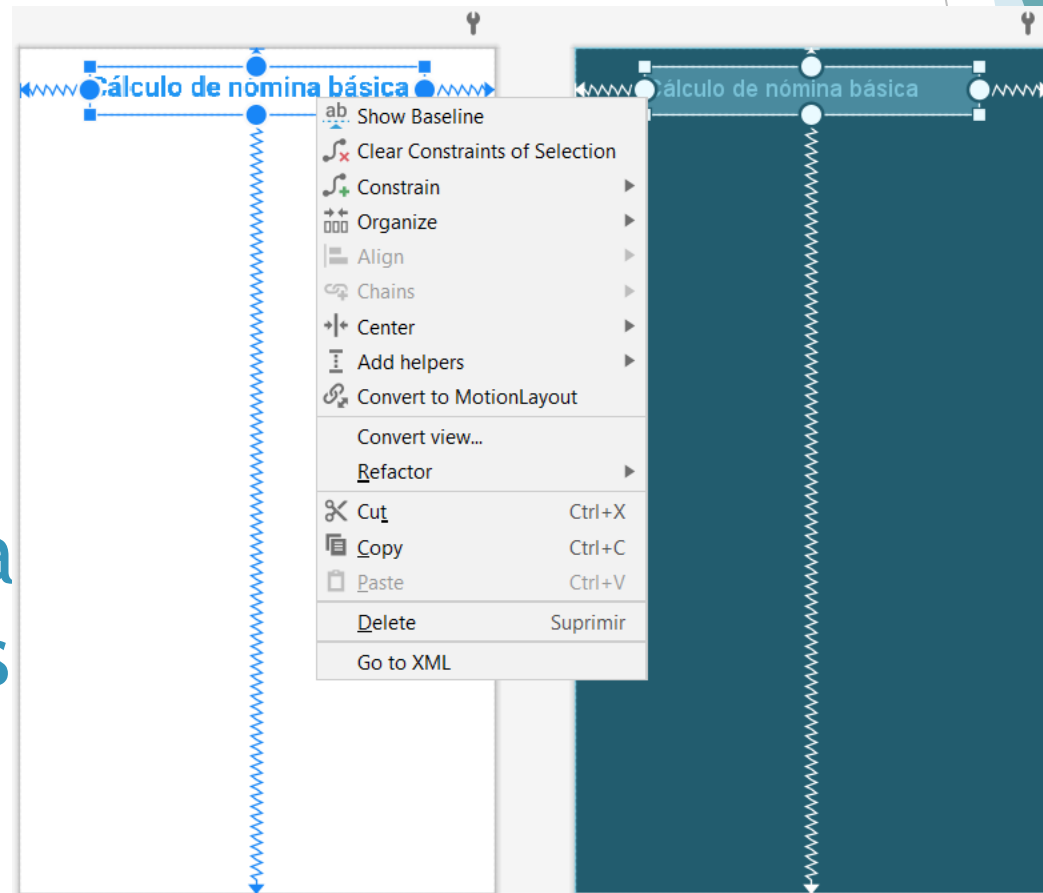 Cálculo de nómina básica
Cálculo de nómina básica
ab Show Baseline
Clear Constraints of Selection
Constrain
Organize
Align
Chains
Center
Add helpers
Convert to MotionLayout
Convert view...
Refactor
Cut Ctrl+X
Copy Ctrl+C
Paste Ctrl+V
Delete Suprimir
Go to XML
a
s